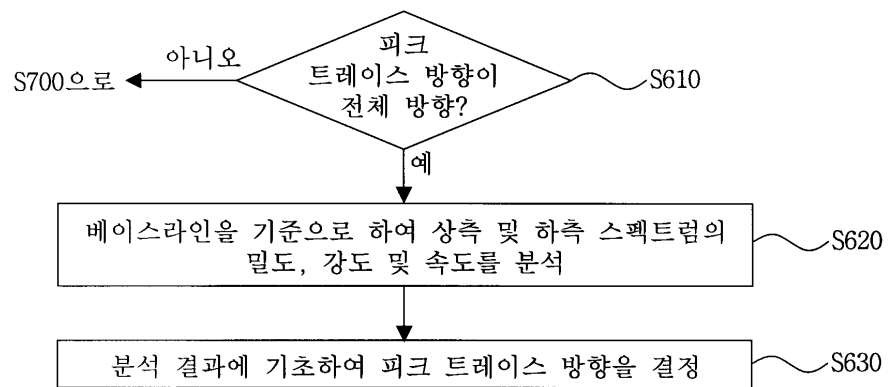 피크
트레이스 방향이
전체 방향?
아니오
S700으로
S610
예
베이스라인을 기준으로 하여 상측 및 하측 스펙트럼의
밀도, 강도 및 속도를 분석
S620
분석 결과에 기초하여 피크 트레이스 방향을 결정
S630